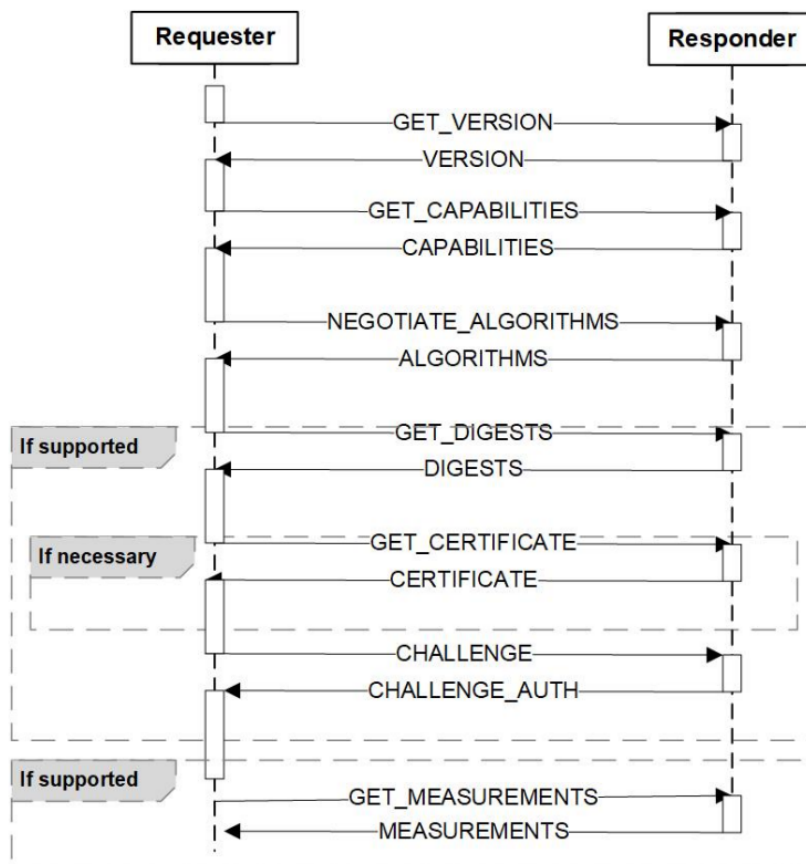 Requester
Responder
GET_VERSION
VERSION
GET_CAPABILITIES
CAPABILITIES
NEGOTIATE_ALGORITHMS
ALGORITHMS
If supported
GET_DIGESTS
DIGESTS
If necessary
GET_CERTIFICATE
CERTIFICATE
CHALLENGE
CHALLENGE_AUTH
If supported
GET_MEASUREMENTS
MEASUREMENTS